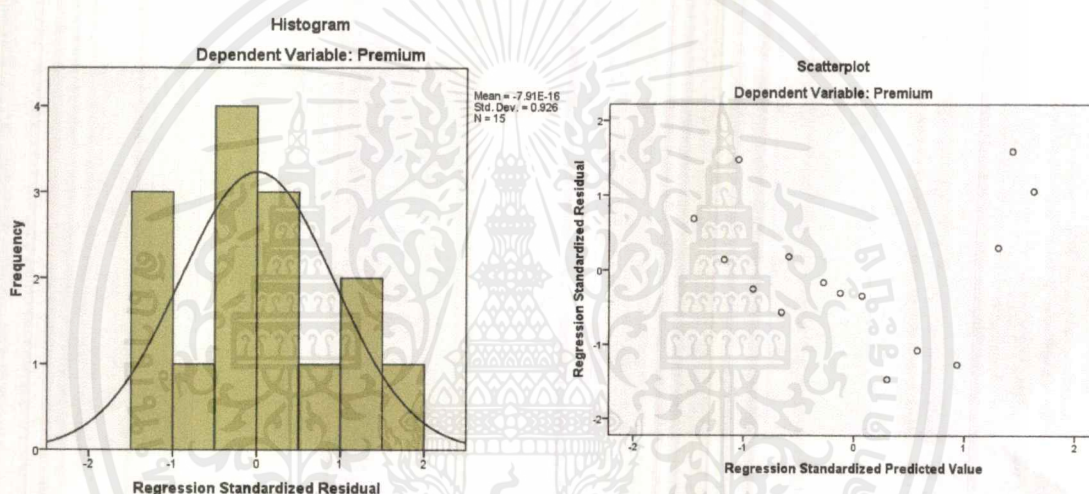 Histogram
Dependent Variable: Premium
Mean = -7.91E-16
Std. Dev. = 0.926
N = 15
Frequency
4
3
2
1
0
-2
-1
0
1
2
Regression Standardized Residual
Scatterplot
Dependent Variable: Premium
Regression Standardized Residual
2
1
0
-1
-2
-2
-1
0
1
2
Regression Standardized Predicted Value